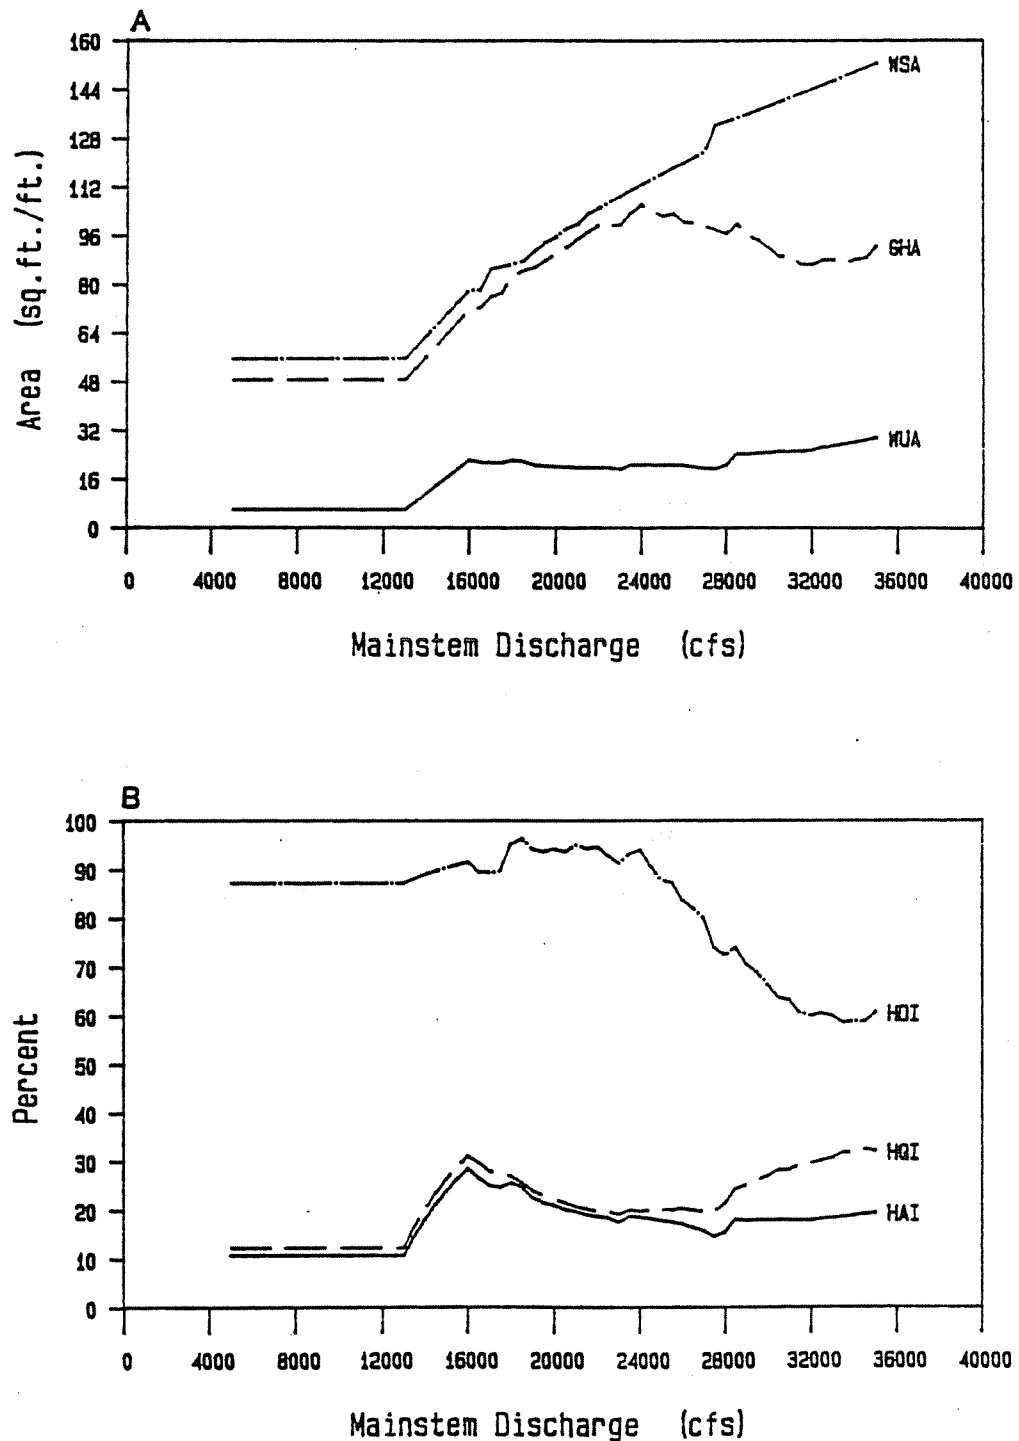 A
160
144
128
112
96
80
64
48
32
16
0
Area (sq.ft./ft.)
WSA
GHA
WUA
0 4000 8000 12000 16000 20000 24000 28000 32000 36000 40000
Mainstem Discharge (cfs)
B
100
90
80
70
60
50
40
30
20
10
0
Percent
HDI
HQI
HAI
0 4000 8000 12000 16000 20000 24000 28000 32000 36000 40000
Mainstem Discharge (cfs)